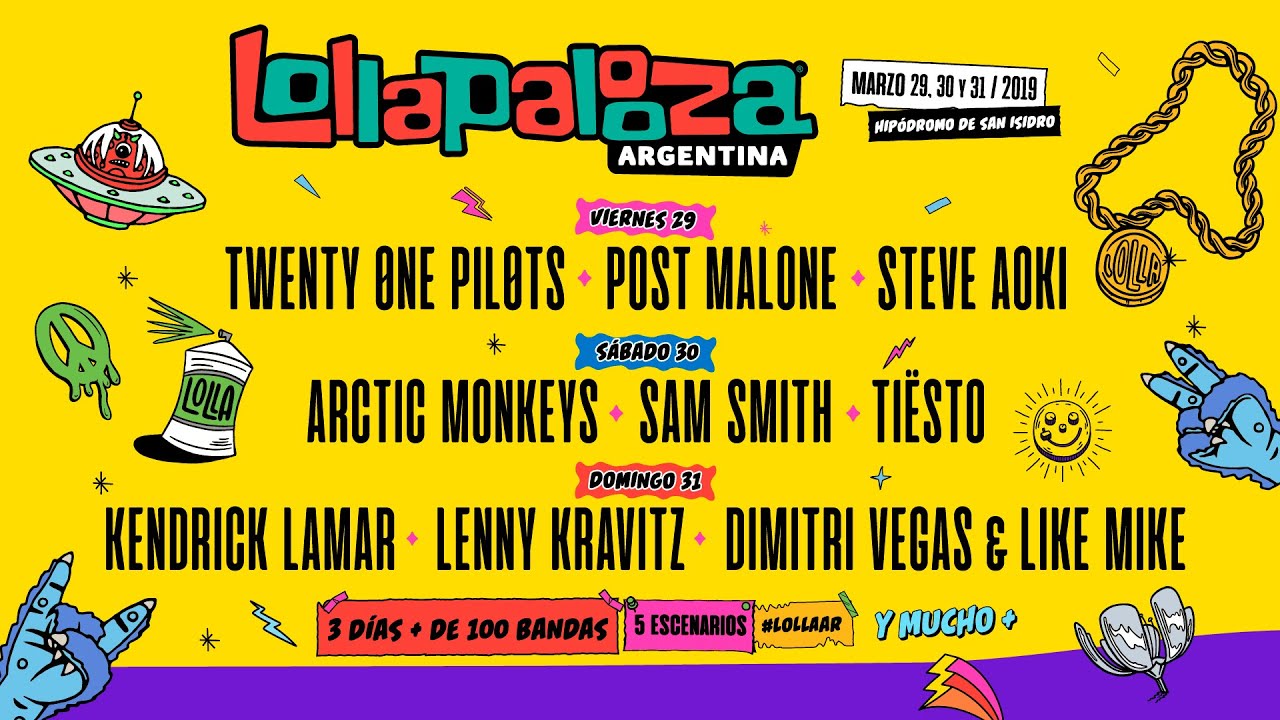 Lollapalooza®
ARGENTINA
MARZO 29, 30 Y 31 / 2019
HIPÓDROMO DE SAN ISIDRO
LOLLA
VIERNES 29
TWENTY ØNE PILØTS ♦ POST MALONE ♦ STEVE AOKI
SÁBADO 30
LOLLA
ARCTIC MONKEYS ♦ SAM SMITH ♦ TIËSTO
DOMINGO 31
KENDRICK LAMAR ♦ LENNY KRAVITZ ♦ DIMITRI VEGAS & LIKE MIKE
3 DÍAS + DE 100 BANDAS
5 ESCENARIOS
#LOLLAAR
Y MUCHO +